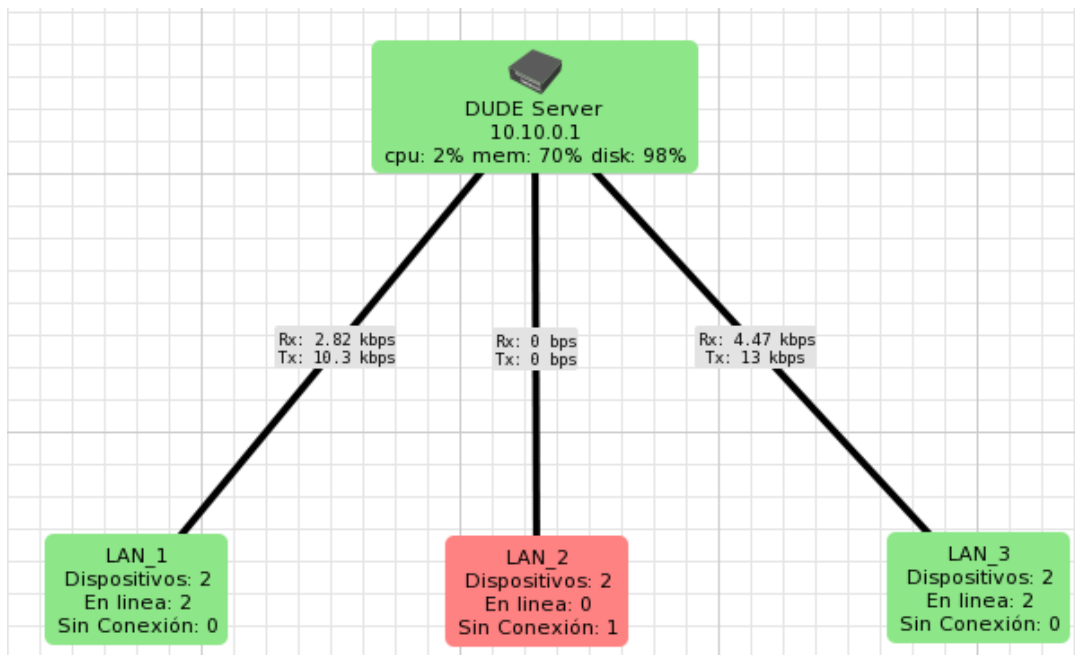 DUDE Server
10.10.0.1
cpu: 2% mem: 70% disk: 98%
Rx: 2.82 kbps
Tx: 10.3 kbps
Rx: 0 bps
Tx: 0 bps
Rx: 4.47 kbps
Tx: 13 kbps
LAN_1
Dispositivos: 2
En linea: 2
Sin Conexión: 0
LAN_2
Dispositivos: 2
En linea: 0
Sin Conexión: 1
LAN_3
Dispositivos: 2
En linea: 2
Sin Conexión: 0